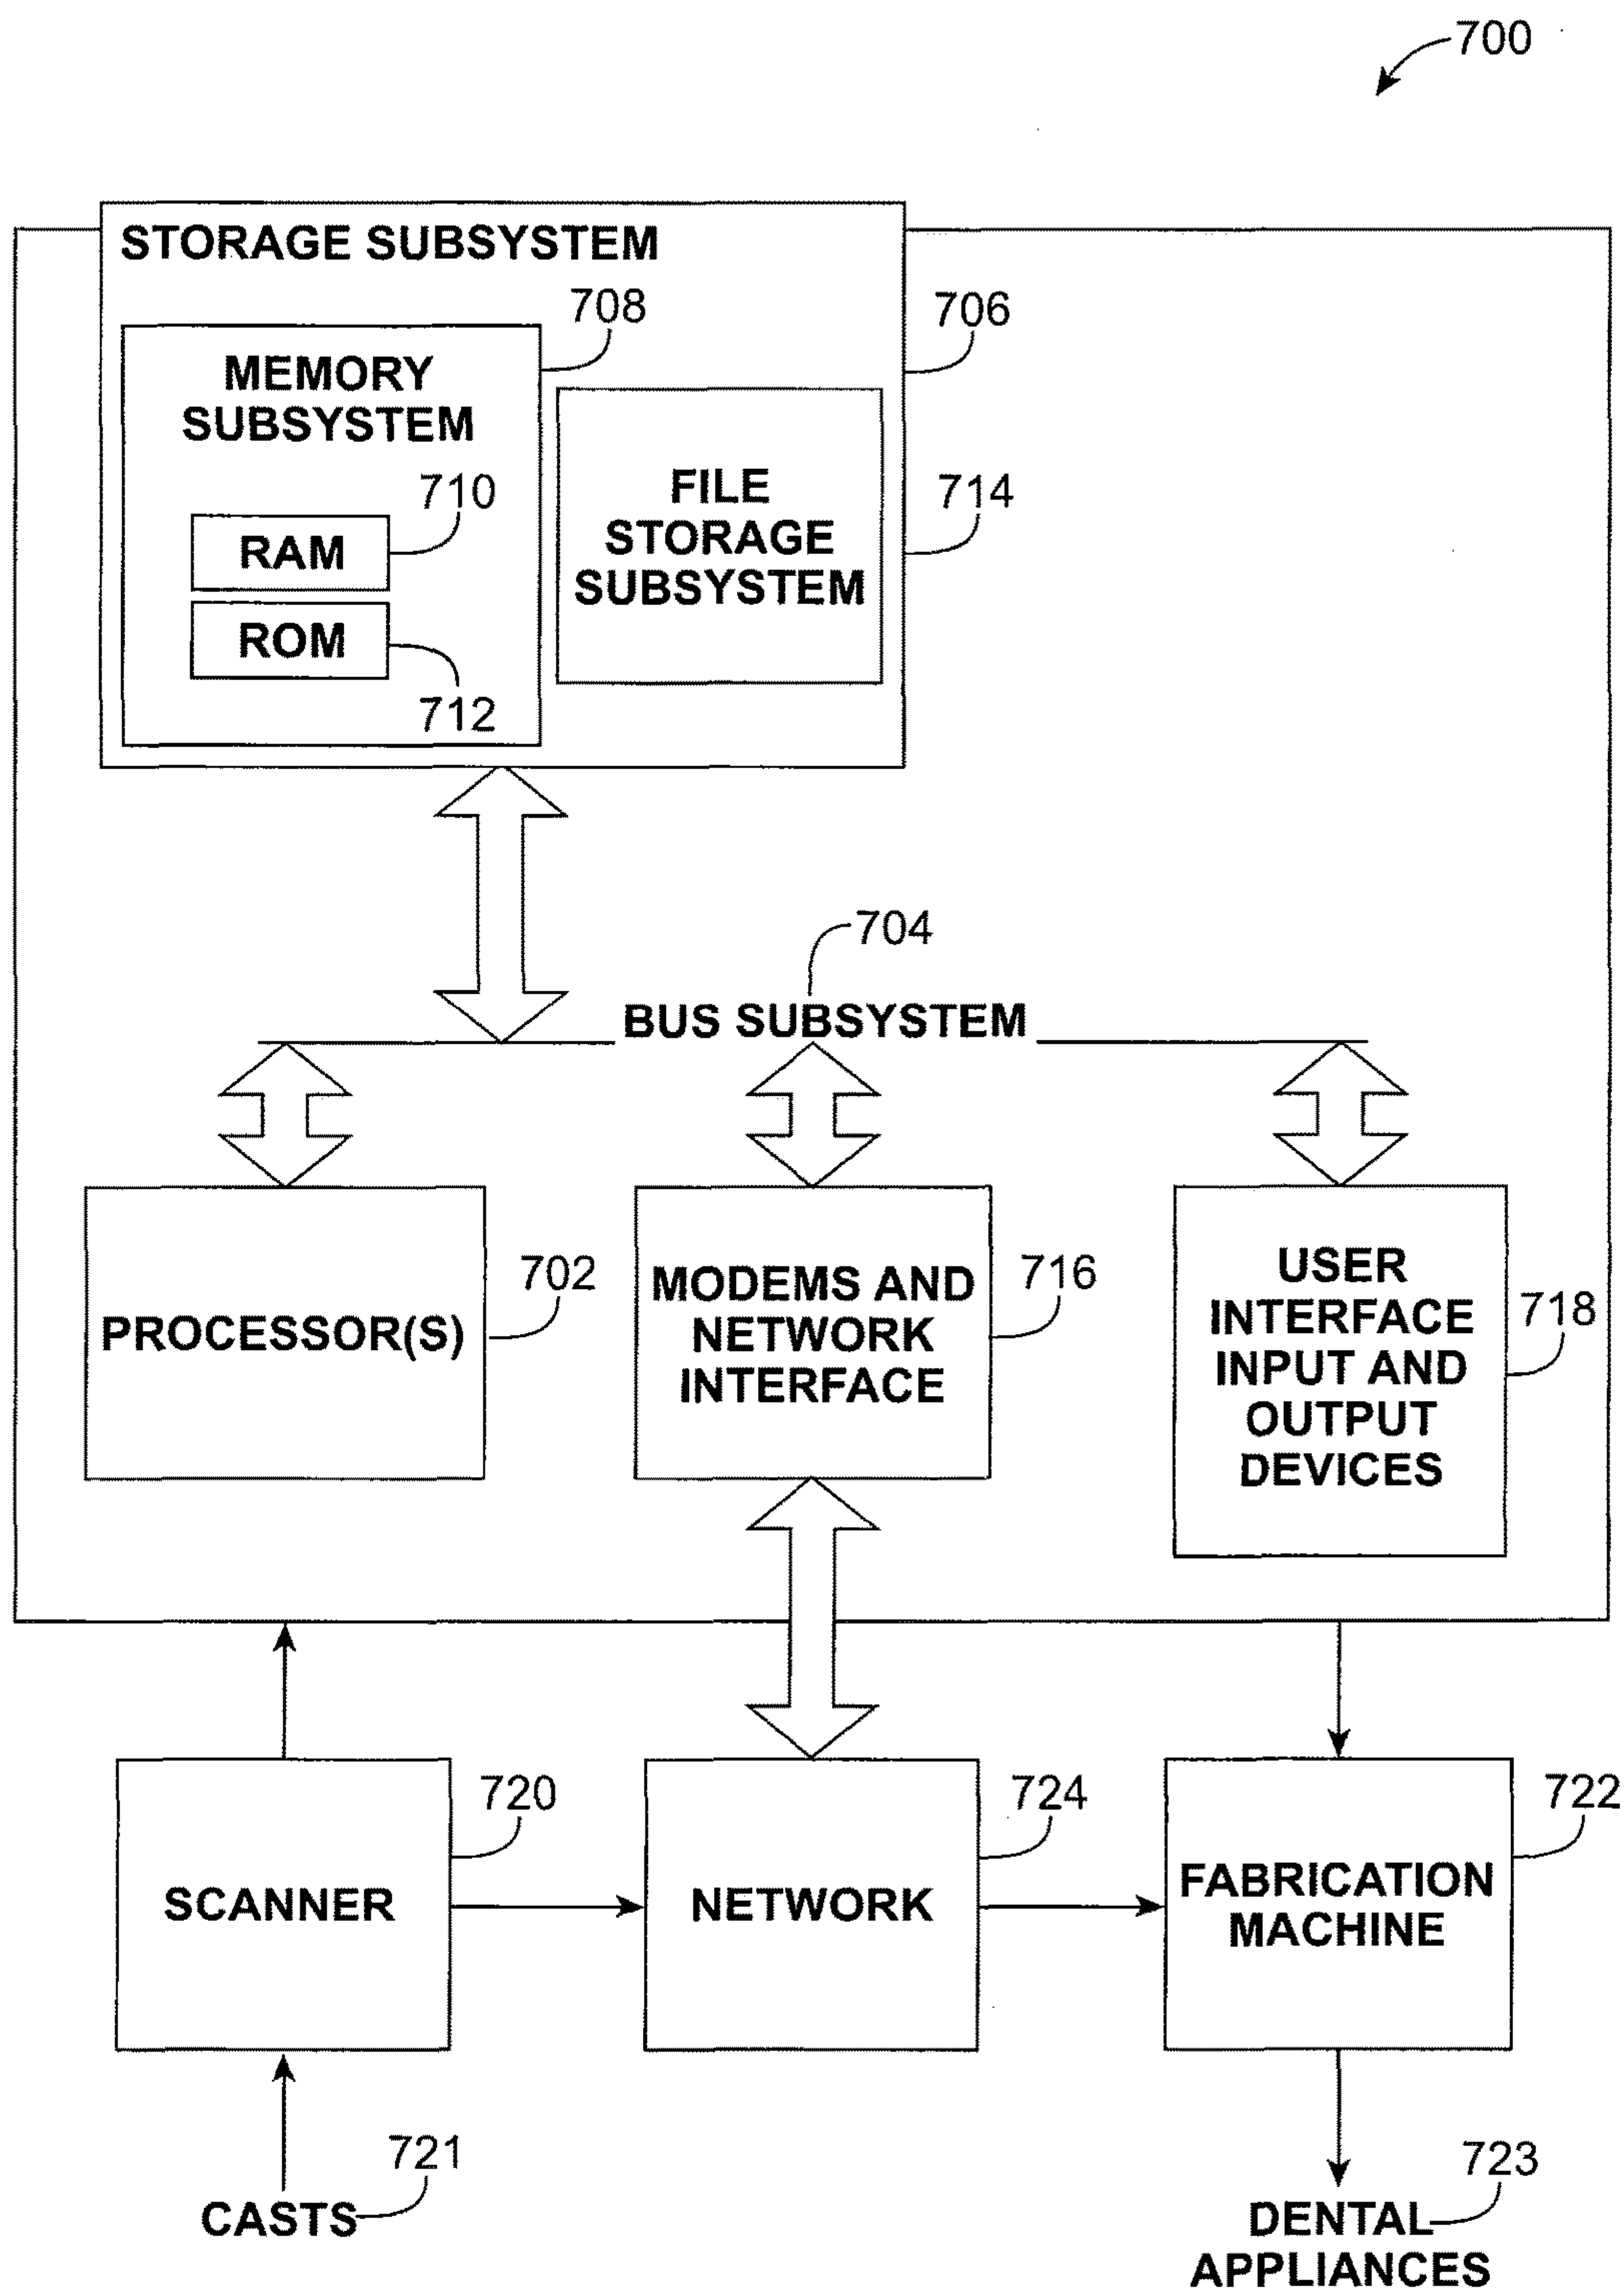 700
STORAGE SUBSYSTEM
708
706
MEMORY
SUBSYSTEM
710
RAM
ROM
712
FILE
STORAGE
SUBSYSTEM
714
704
BUS SUBSYSTEM
PROCESSOR(S)
702
MODEMS AND
NETWORK
INTERFACE
716
USER
INTERFACE
INPUT AND
OUTPUT
DEVICES
718
SCANNER
720
NETWORK
724
FABRICATION
MACHINE
722
CASTS
721
DENTAL
APPLIANCES
723